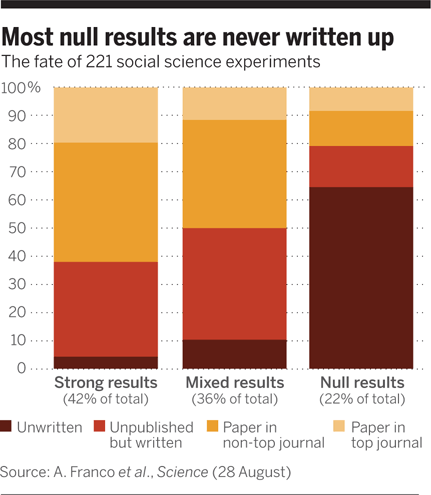 Most null results are never written up
The fate of 221 social science experiments
100%
90
80
70
60
50
40
30
20
10
0
Strong results Mixed results Null results
(42% of total) (36% of total) (22% of total)
Unwritten Unpublished but written Paper in non-top journal Paper in top journal
Source: A. Franco et al., Science (28 August)